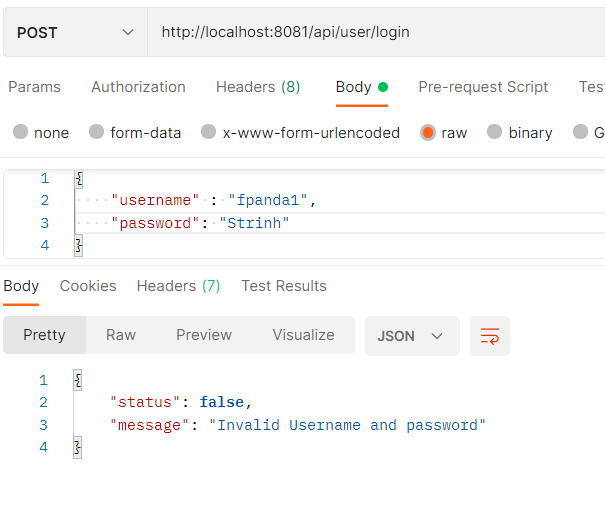 POST http://localhost:8081/api/user/login
Params Authorization Headers (8) Body Pre-request Script Tes
none form-data x-www-form-urlencoded raw binary G
1 {
2 "username" : "fpanda1",
3 "password": "Strinh"
4 }
Body Cookies Headers (7) Test Results
Pretty Raw Preview Visualize JSON
1 {
2 "status": false,
3 "message": "Invalid Username and password"
4 }